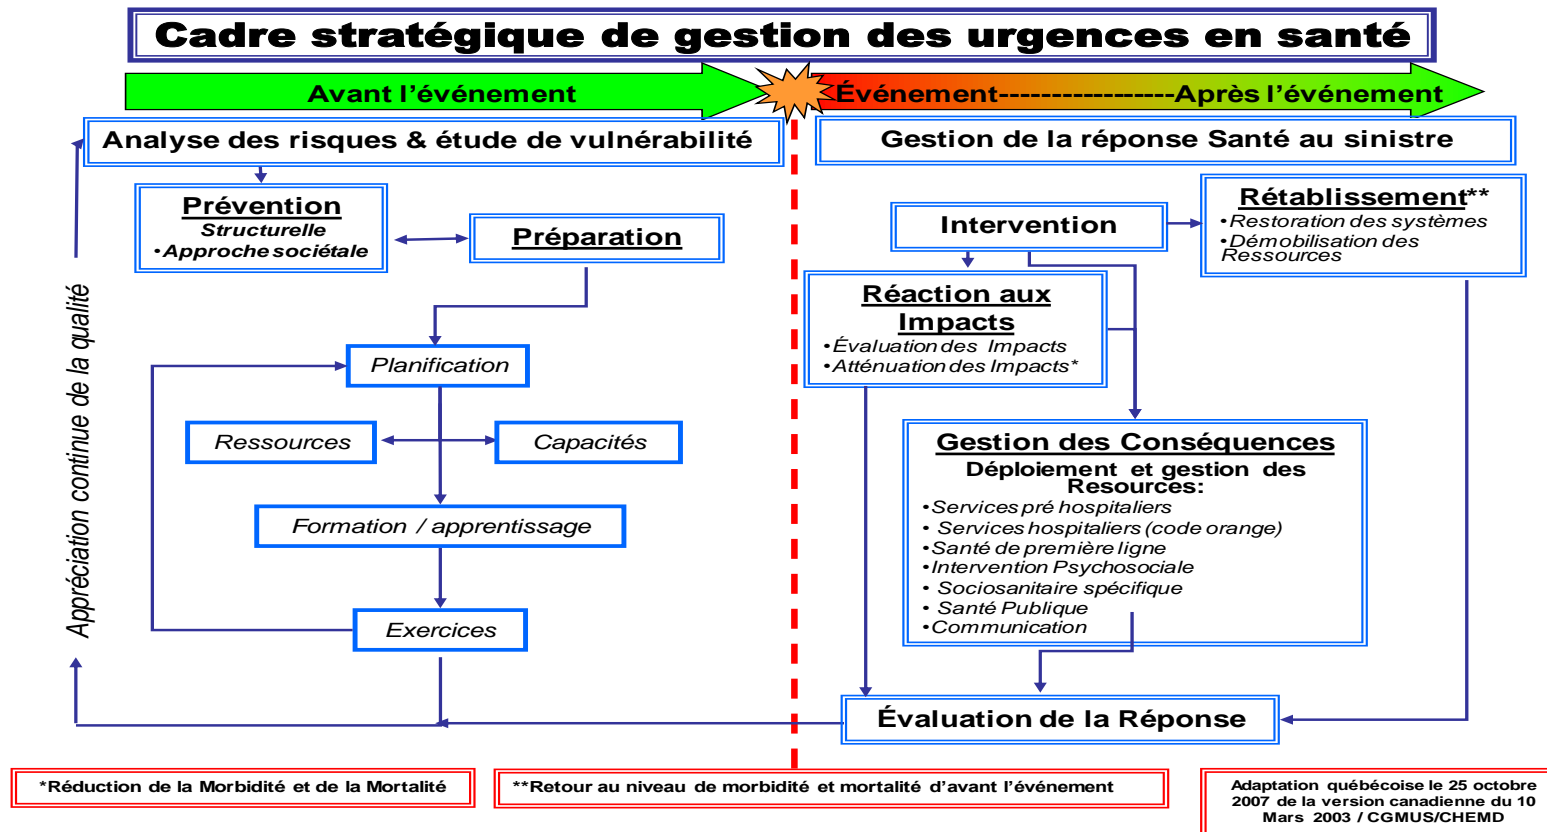 Cadre stratégique de gestion des urgences en santé
Avant l'événement
Événement-----------------Après l'événement
Analyse des risques & étude de vulnérabilité
Gestion de la réponse Santé au sinistre
Prévention
Structurelle
•Approche sociétale
Préparation
Planification
Ressources
Capacités
Formation / apprentissage
Exercices
Appréciation continue de la qualité
Intervention
Rétablissement**
•Restoration des systèmes
•Démobilisation des
Ressources
Réaction aux
Impacts
•Évaluation des Impacts
•Atténuation des Impacts*
Gestion des Conséquences
Déploiement et gestion des
Resources:
•Services pré hospitaliers
• Services hospitaliers (code orange)
•Santé de première ligne
•Intervention Psychosociale
• Sociosanitaire spécifique
• Santé Publique
•Communication
Évaluation de la Réponse
*Réduction de la Morbidité et de la Mortalité
**Retour au niveau de morbidité et mortalité d'avant l'événement
Adaptation québécoise le 25 octobre
2007 de la version canadienne du 10
Mars 2003 / CGMUS/CHEMD